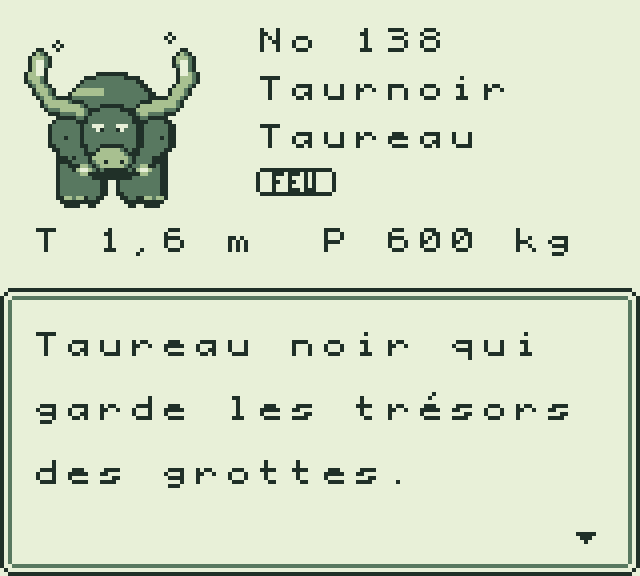 No 138
Taurnoir
Taureau
FEU
T 1,6 m P 600 kg
Taureau noir qui
garde les trésors
des grottes.